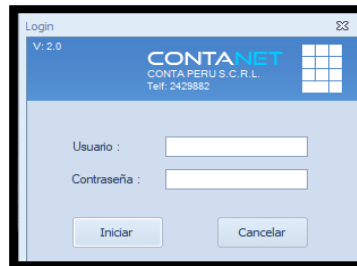 Login
V: 2.0
CONTANET
CONTA PERU S.C.R.L.
Telf: 2429882
Usuario :
Contraseña :
Iniciar
Cancelar